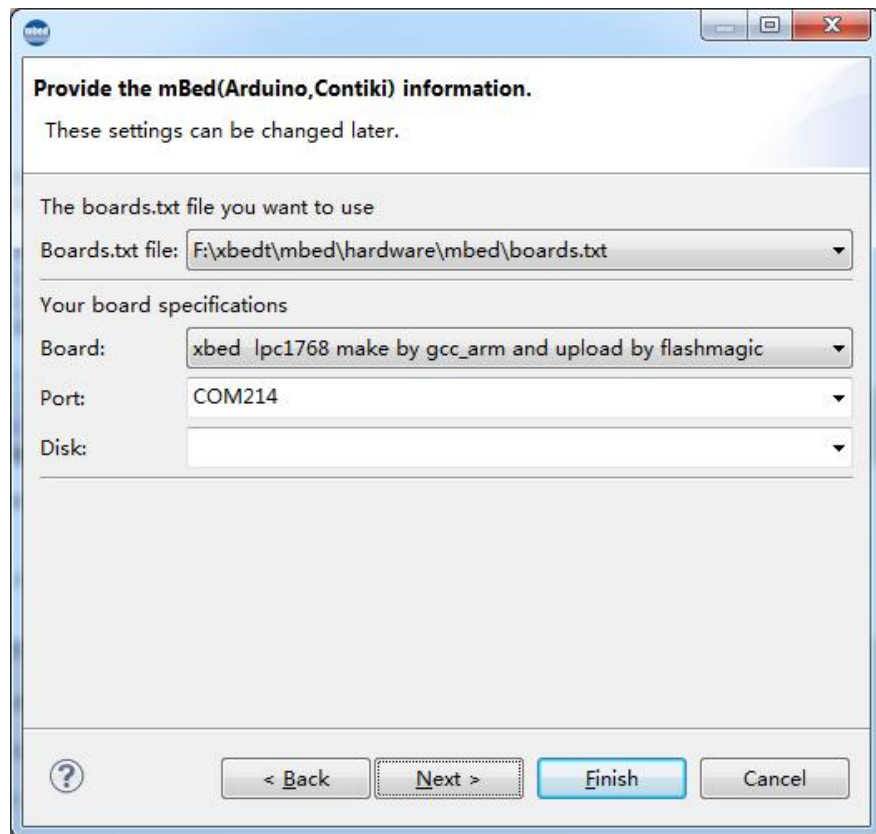 mbed
Provide the mBed(Arduino,Contiki) information.
These settings can be changed later.
The boards.txt file you want to use
Boards.txt file: F:\xbedt\mbed\hardware\mbed\boards.txt
Your board specifications
Board: xbed lpc1768 make by gcc_arm and upload by flashmagic
Port: COM214
Disk:
? < Back Next > Finish Cancel